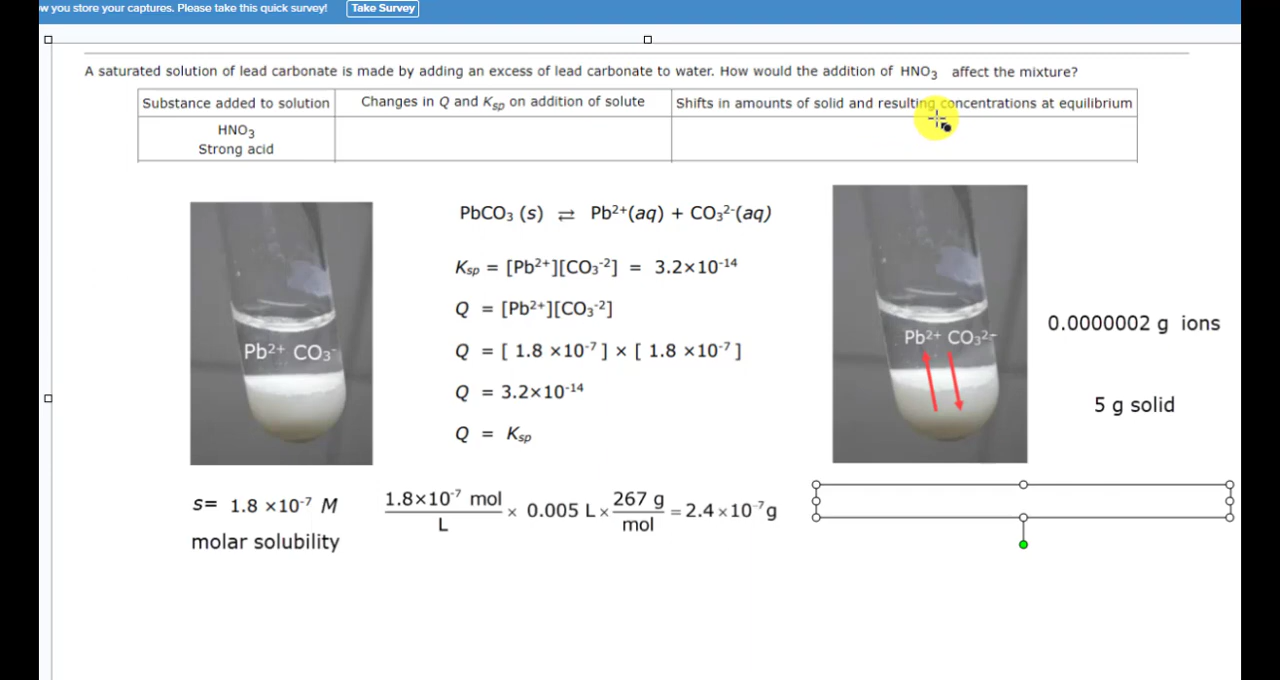 w you store your captures. Please take this quick survey! Take Survey
A saturated solution of lead carbonate is made by adding an excess of lead carbonate to water. How would the addition of HNO₃ affect the mixture?
Substance added to solution Changes in Q and Ksp on addition of solute Shifts in amounts of solid and resulting concentrations at equilibrium
HNO₃
Strong acid
PbCO₃ (s) ⇄ Pb²⁺(aq) + CO₃²⁻(aq)
Ksp = [Pb²⁺][CO₃⁻²] = 3.2×10⁻¹⁴
Q = [Pb²⁺][CO₃⁻²]
Q = [ 1.8 ×10⁻⁷ ] × [ 1.8 ×10⁻⁷ ]
Q = 3.2×10⁻¹⁴
Q = Ksp
Pb²⁺ CO₃⁻
Pb²⁺ CO₃²⁻
0.0000002 g ions
5 g solid
s= 1.8 ×10⁻⁷ M
molar solubility
1.8×10⁻⁷ mol
L
× 0.005 L ×
267 g
mol
= 2.4 ×10⁻⁷ g